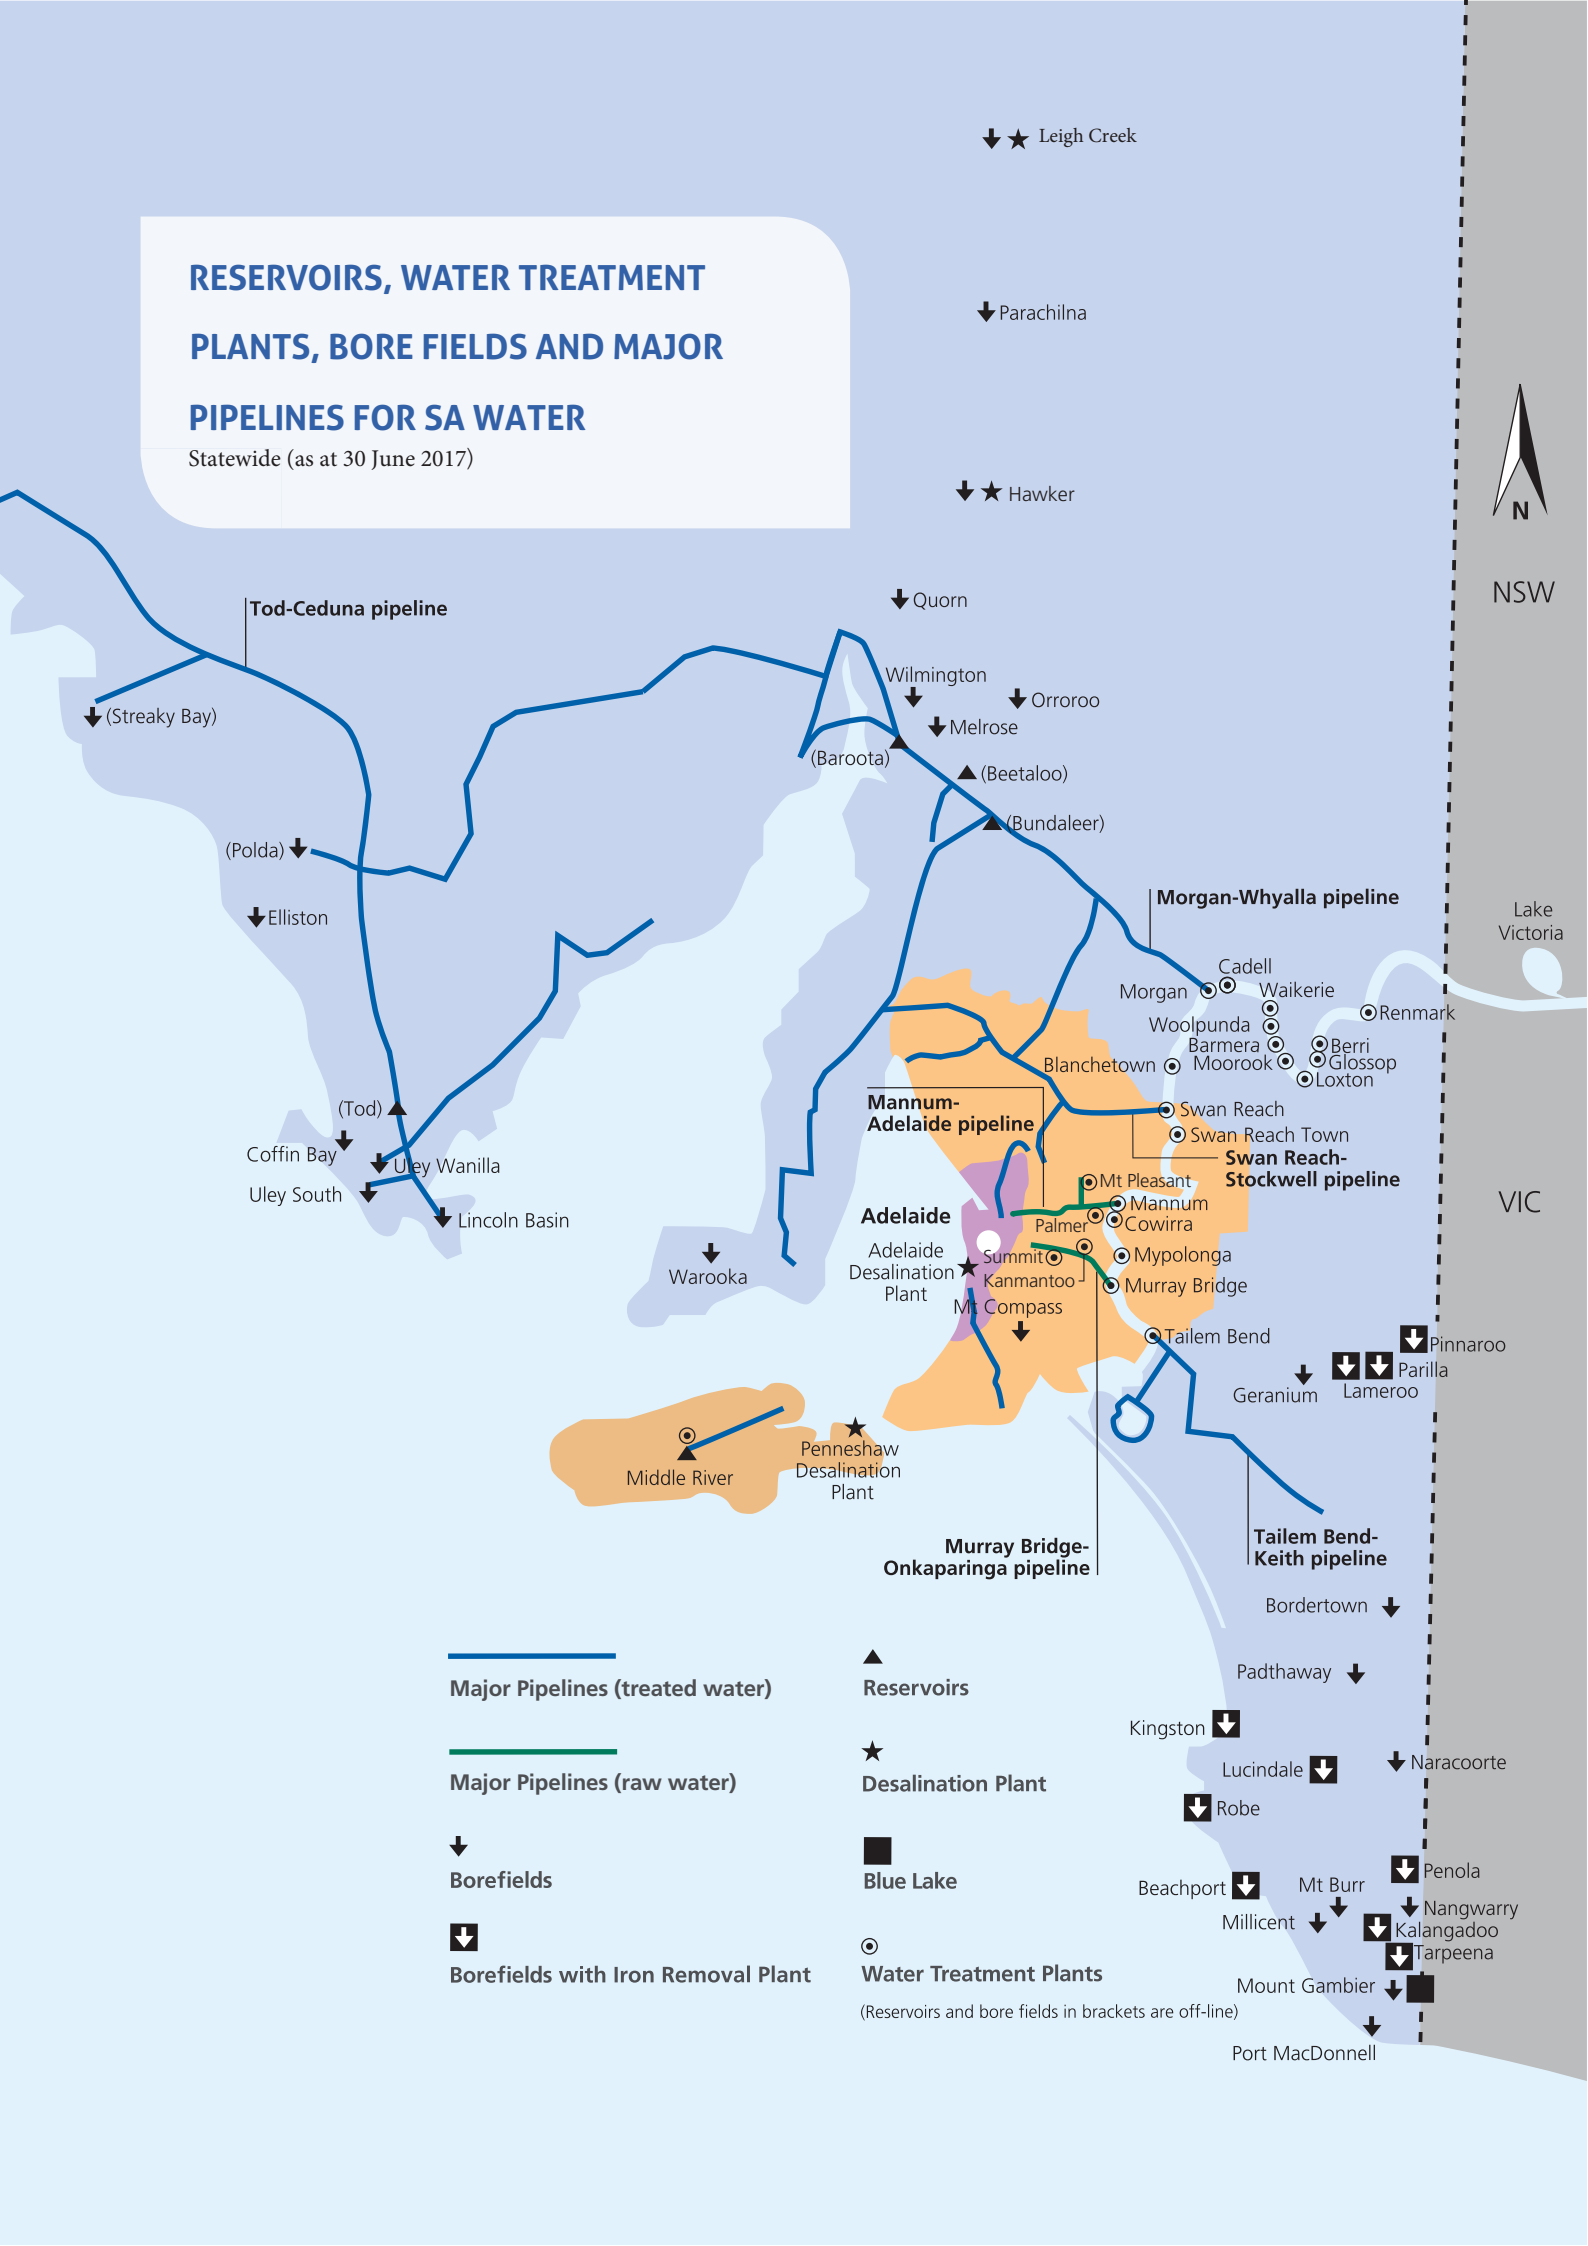 Leigh Creek
RESERVOIRS, WATER TREATMENT
PLANTS, BORE FIELDS AND MAJOR
PIPELINES FOR SA WATER
Statewide (as at 30 June 2017)
Parachilna
Hawker
N
NSW
Quorn
Tod-Ceduna pipeline
Wilmington
Orroroo
(Streaky Bay)
Melrose
(Baroota)
(Beetaloo)
(Bundaleer)
(Polda)
Elliston
Morgan-Whyalla pipeline
Lake
Victoria
Cadell
Morgan
Waikerie
Renmark
Woolpunda
Barmera
Berri
Moorook
Glossop
Blanchetown
Loxton
Mannum-
Adelaide pipeline
(Tod)
Swan Reach
Swan Reach Town
Coffin Bay
Uley Wanilla
Swan Reach-
Stockwell pipeline
Uley South
Mt Pleasant
Mannum
VIC
Lincoln Basin
Adelaide
Palmer
Cowirra
Adelaide
Desalination
Plant
Summit
Mypolonga
Warooka
Kanmantoo
Murray Bridge
Mt Compass
Tailem Bend
Pinnaroo
Parilla
Geranium
Lameroo
Penneshaw
Desalination
Plant
Middle River
Murray Bridge-
Onkaparinga pipeline
Tailem Bend-
Keith pipeline
Bordertown
Padthaway
Kingston
Naracoorte
Lucindale
Robe
Penola
Mt Burr
Beachport
Nangwarry
Millicent
Kalangadoo
Tarpeena
Mount Gambier
Port MacDonnell
Major Pipelines (treated water)
Major Pipelines (raw water)
Borefields
Borefields with Iron Removal Plant
Reservoirs
Desalination Plant
Blue Lake
Water Treatment Plants
(Reservoirs and bore fields in brackets are off-line)